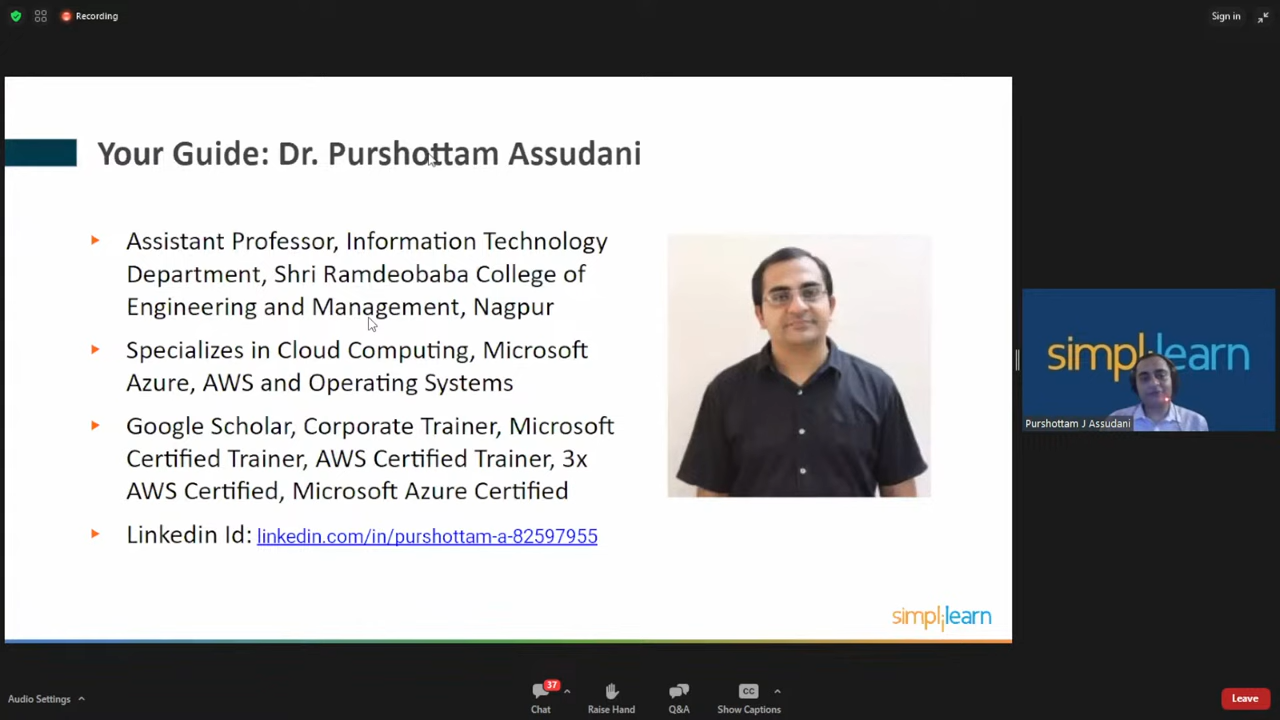 Recording
Sign in
Your Guide: Dr. Purshottam Assudani
Assistant Professor, Information Technology
Department, Shri Ramdeobaba College of
Engineering and Management, Nagpur
Specializes in Cloud Computing, Microsoft
Azure, AWS and Operating Systems
Google Scholar, Corporate Trainer, Microsoft
Certified Trainer, AWS Certified Trainer, 3x
AWS Certified, Microsoft Azure Certified
Linkedin Id: linkedin.com/in/purshottam-a-82597955
simplilearn
simplilearn
Purshottam J Assudani
Audio Settings
37
Chat
Raise Hand
Q&A
CC
Show Captions
Leave